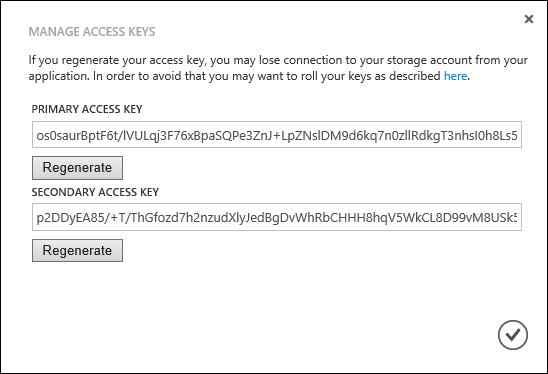 MANAGE ACCESS KEYS
If you regenerate your access key, you may lose connection to your storage account from your
application. In order to avoid that you may want to roll your keys as described here.
PRIMARY ACCESS KEY
os0saurBptF6t/lVULqj3F76xBpaSQPe3ZnJ+LpZNslDM9d6kq7n0zllRdkgT3nhsI0h8Ls5
Regenerate
SECONDARY ACCESS KEY
p2DDyEA85/+T/ThGfozd7h2nzudXlyJedBgDvWhRbCHHH8hqV5WkCL8D99vM8USk5
Regenerate